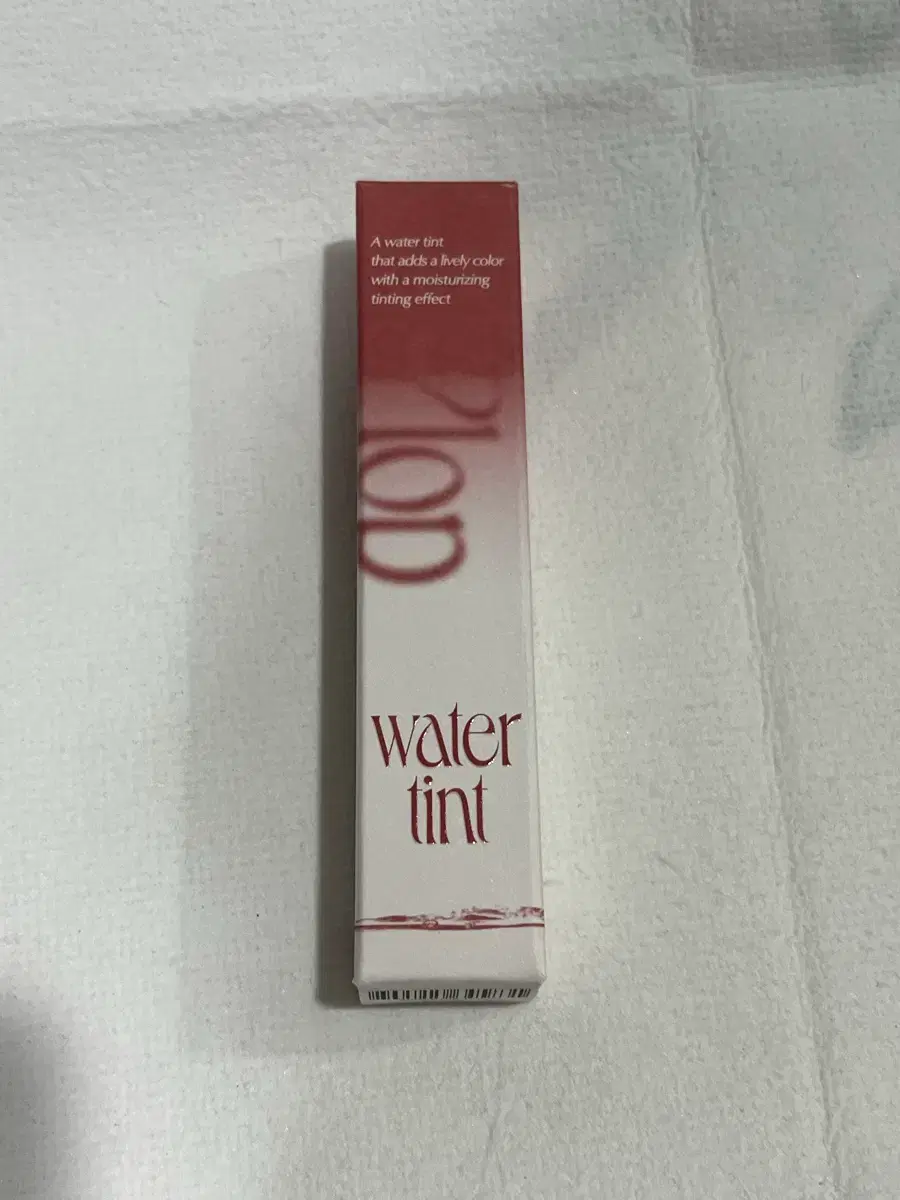 A water tint
that adds a lively color
with a moisturizing
tinting effect
water
tint